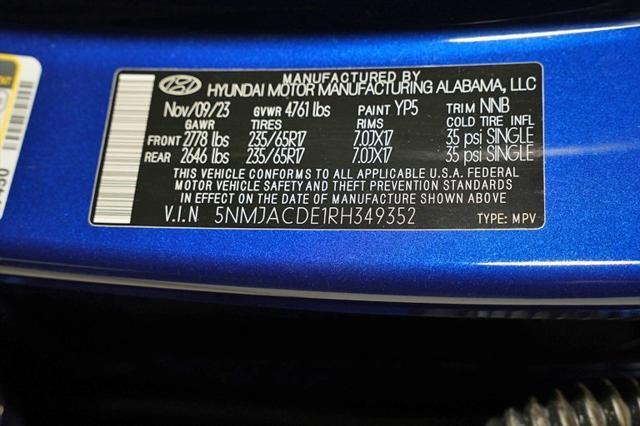 MANUFACTURED BY
HYUNDAI MOTOR MANUFACTURING ALABAMA, LLC
Nov/09/23 GVWR 4761 lbs PAINT YP5 TRIM NNB
GAWR TIRES RIMS COLD TIRE INFL
FRONT 2778 lbs 235/65R17 7.0JX17 35 psi SINGLE
REAR 2646 lbs 235/65R17 7.0JX17 35 psi SINGLE
THIS VEHICLE CONFORMS TO ALL APPLICABLE U.S.A. FEDERAL
MOTOR VEHICLE SAFETY AND THEFT PREVENTION STANDARDS
IN EFFECT ON THE DATE OF MANUFACTURE SHOWN ABOVE
V.I.N 5NMJACDE1RH349352 TYPE: MPV